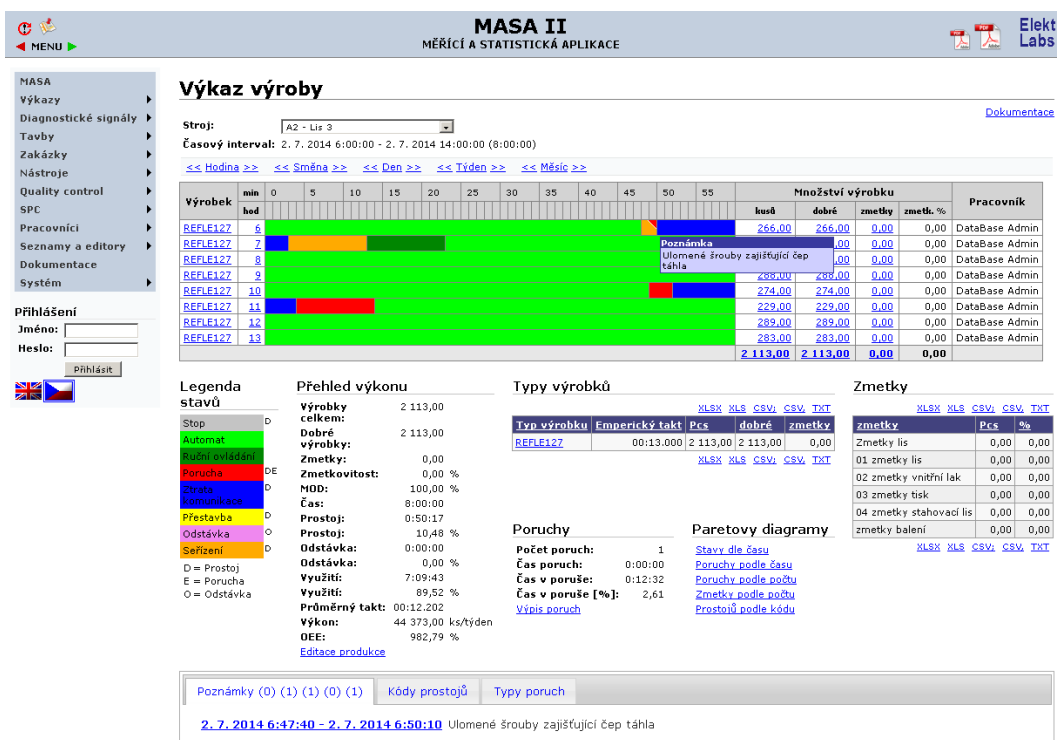 MASA II
MĚŘÍCÍ A STATISTICKÁ APLIKACE
MENU
Elekt
Labs
MASA
Výkazy
Diagnostické signály
Tavby
Zakázky
Nástroje
Quality control
SPC
Pracovníci
Seznamy a editory
Dokumentace
Systém
Přihlášení
Jméno:
Heslo:
Přihlásit
Výkaz výroby
Dokumentace
Stroj: A2 - Lis 3
Časový interval: 2. 7. 2014 6:00:00 - 2. 7. 2014 14:00:00 (8:00:00)
<< Hodina >> << Směna >> << Den >> << Týden >> << Měsíc >>
Výrobek min 0 5 10 15 20 25 30 35 40 45 50 55 Množství výrobku Pracovník
hod kusů dobré zmetky zmetk. %
REFLE127 6 266,00 266,00 0,00 0,00 DataBase Admin
REFLE127 7 ,00 0,00 0,00 DataBase Admin
REFLE127 8 ,00 0,00 0,00 DataBase Admin
REFLE127 9 288,00 288,00 0,00 0,00 DataBase Admin
Poznámka
Ulomené šrouby zajišťující čep
táhla
REFLE127 10 274,00 274,00 0,00 0,00 DataBase Admin
REFLE127 11 229,00 229,00 0,00 0,00 DataBase Admin
REFLE127 12 289,00 289,00 0,00 0,00 DataBase Admin
REFLE127 13 283,00 283,00 0,00 0,00 DataBase Admin
2 113,00 2 113,00 0,00 0,00
Legenda
stavů
Stop D
Automat
Ruční ovládání
Porucha DE
Ztráta D
komunikace
Přestavba D
Odstávka O
Seřízení D
D = Prostoj
E = Porucha
O = Odstávka
Přehled výkonu
Výrobky 2 113,00
celkem:
Dobré 2 113,00
výrobky:
Zmetky: 0,00
Zmetkovitost: 0,00 %
MOD: 100,00 %
Čas: 8:00:00
Prostoj: 0:50:17
Prostoj: 10,48 %
Odstávka: 0:00:00
Odstávka: 0,00 %
Využití: 7:09:43
Využití: 89,52 %
Průměrný takt: 00:12.202
Výkon: 44 373,00 ks/týden
OEE: 982,79 %
Editace produkce
Typy výrobků
XLSX XLS CSV; CSV, TXT
Typ výrobku Emperický takt Pcs dobré zmetky
REFLE127 00:13.000 2 113,00 2 113,00 0,00
XLSX XLS CSV; CSV, TXT
Poruchy
Počet poruch: 1
Čas poruch: 0:00:00
Čas v poruše: 0:12:32
Čas v poruše [%]: 2,61
Výpis poruch
Paretovy diagramy
Stavy dle času
Poruchy podle času
Poruchy podle počtu
Zmetky podle počtu
Prostojů podle kódu
Zmetky
XLSX XLS CSV; CSV, TXT
zmetky Pcs %
Zmetky lis 0,00 0,00
01 zmetky lis 0,00 0,00
02 zmetky vnitřní lak 0,00 0,00
03 zmetky tisk 0,00 0,00
04 zmetky stahovací lis 0,00 0,00
zmetky balení 0,00 0,00
XLSX XLS CSV; CSV, TXT
Poznámky (0) (1) (1) (0) (1) Kódy prostojů Typy poruch
2. 7. 2014 6:47:40 - 2. 7. 2014 6:50:10 Ulomené šrouby zajišťující čep táhla